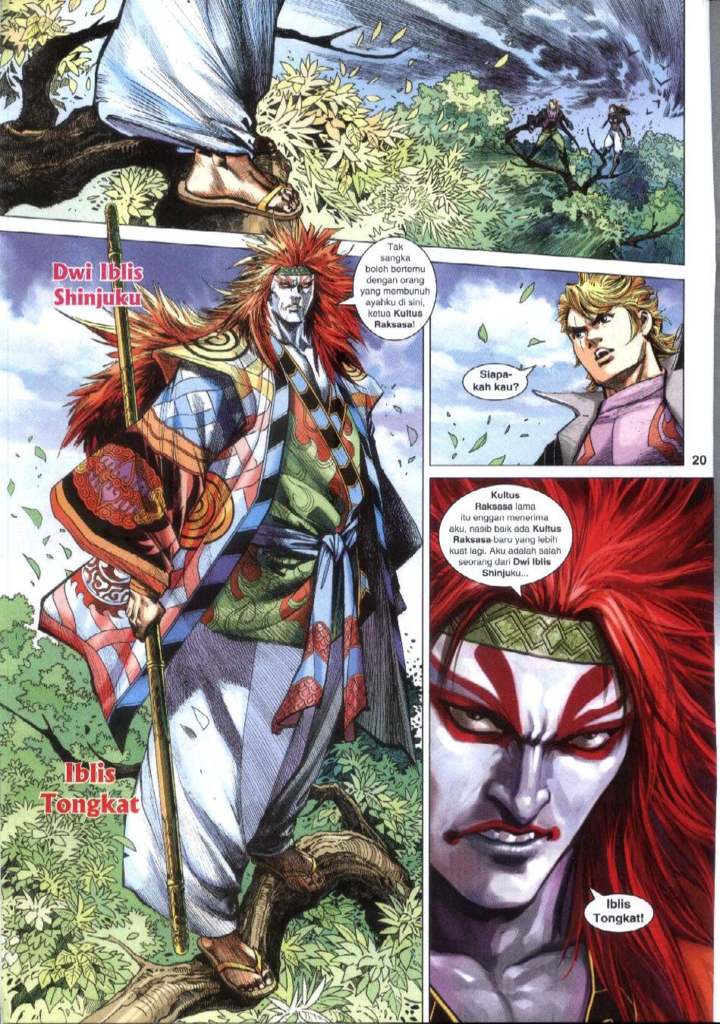 Dwi Iblis
Shinjuku
Tak
sangka
boloh bertomu
dengan orang
yang membunuh
ayahku di sini,
ketua Kultus
Raksasa!
Siapa-
kah kau?
20
Kultus
Raksasa lama
itu enggan menerima
aku, nasib baik ada Kultus
Raksasa baru yang lebih
kuat lagi. Aku adalah salah
seorang dari Dwi Iblis
Shinjuku...
Iblis
Tongkat
Iblis
Tongkat!